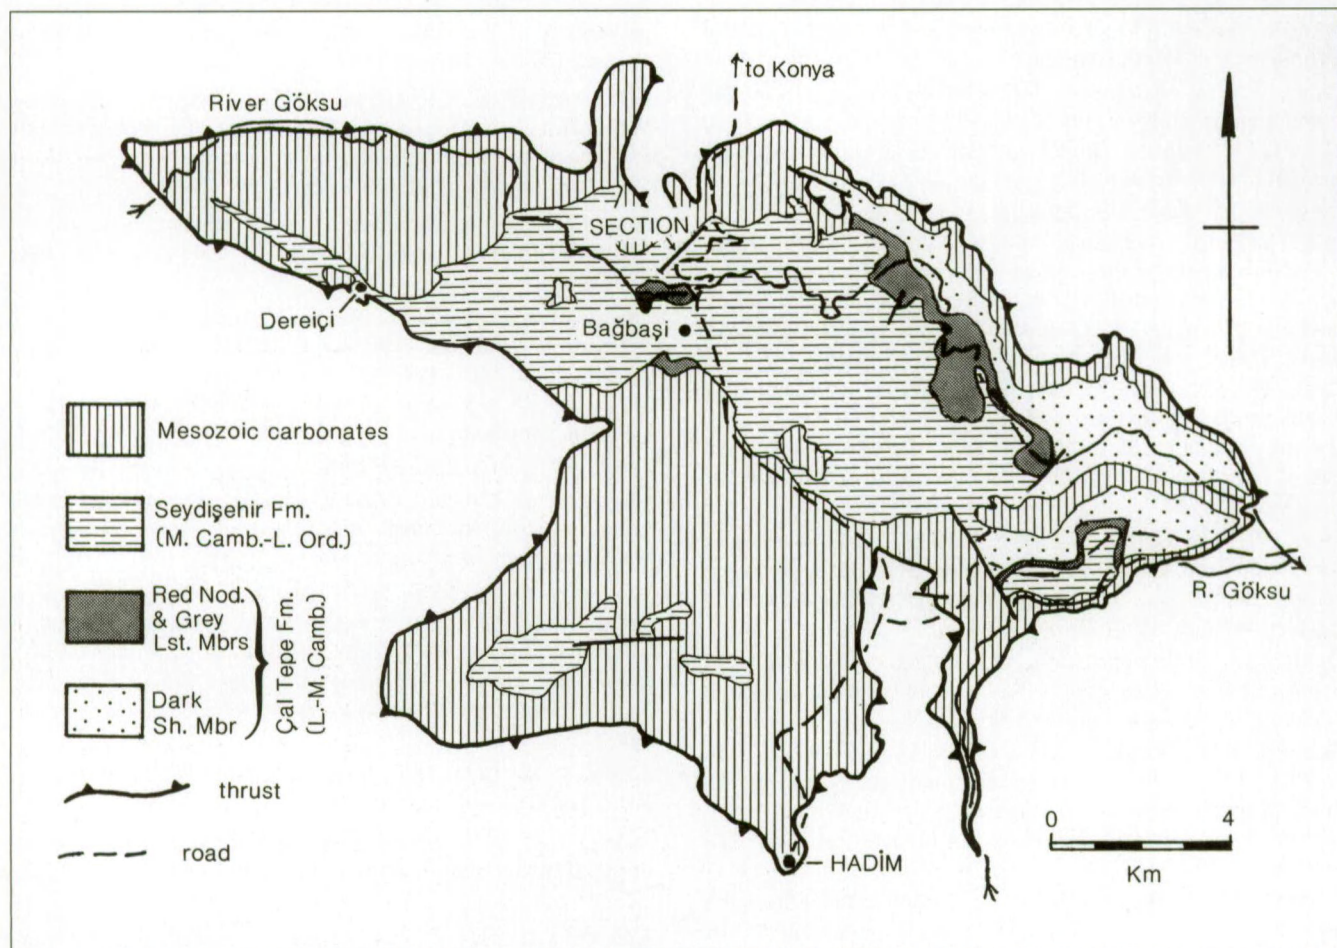 to Konya
River Göksu
SECTION
Dereiçi
Bağbaşi
Mesozoic carbonates
Seydişehir Fm.
(M. Camb.-L. Ord.)
Red Nod.
& Grey
Lst. Mbrs
Dark
Sh. Mbr
Çal Tepe Fm.
(L.-M. Camb.)
thrust
road
R. Göksu
HADİM
0 4
Km